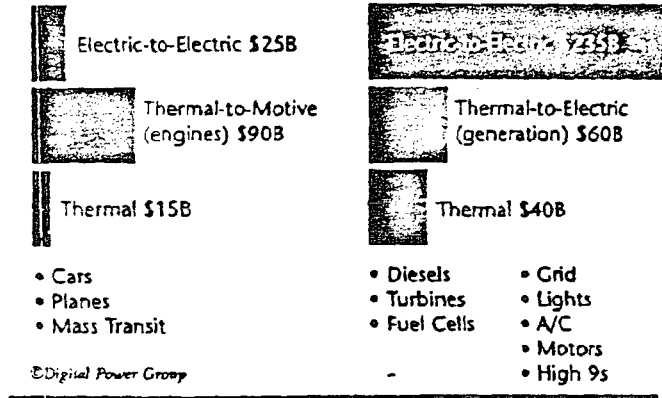 Electric-to-Electric $25B
Thermal-to-Motive
(engines) $90B
Thermal $15B
• Cars
• Planes
• Mass Transit
©Digital Power Group
Electric-to-Electric $235B
Thermal-to-Electric
(generation) $60B
Thermal $40B
• Diesels
• Turbines
• Fuel Cells
• Grid
• Lights
• A/C
• Motors
• High 9s